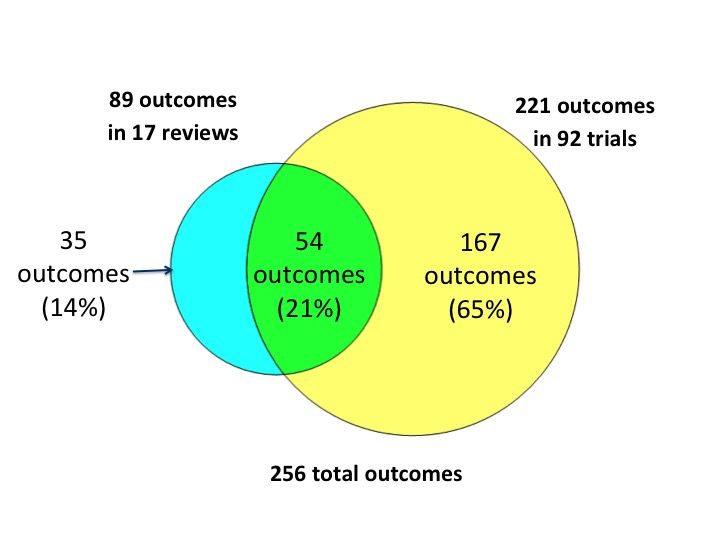 89 outcomes
in 17 reviews
221 outcomes
in 92 trials
35
outcomes
(14%)
54
outcomes
(21%)
167
outcomes
(65%)
256 total outcomes